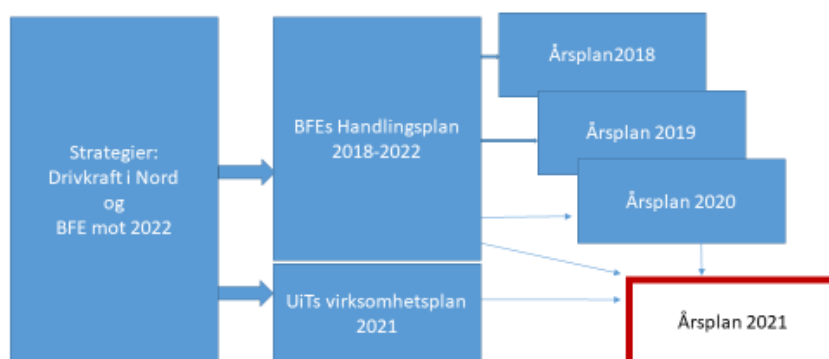 Strategier:
Drivkraft i Nord
og
BFE mot 2022
BFEs Handlingsplan
2018-2022
UiTs virksomhetsplan
2021
Årsplan2018
Årsplan 2019
Årsplan 2020
Årsplan 2021